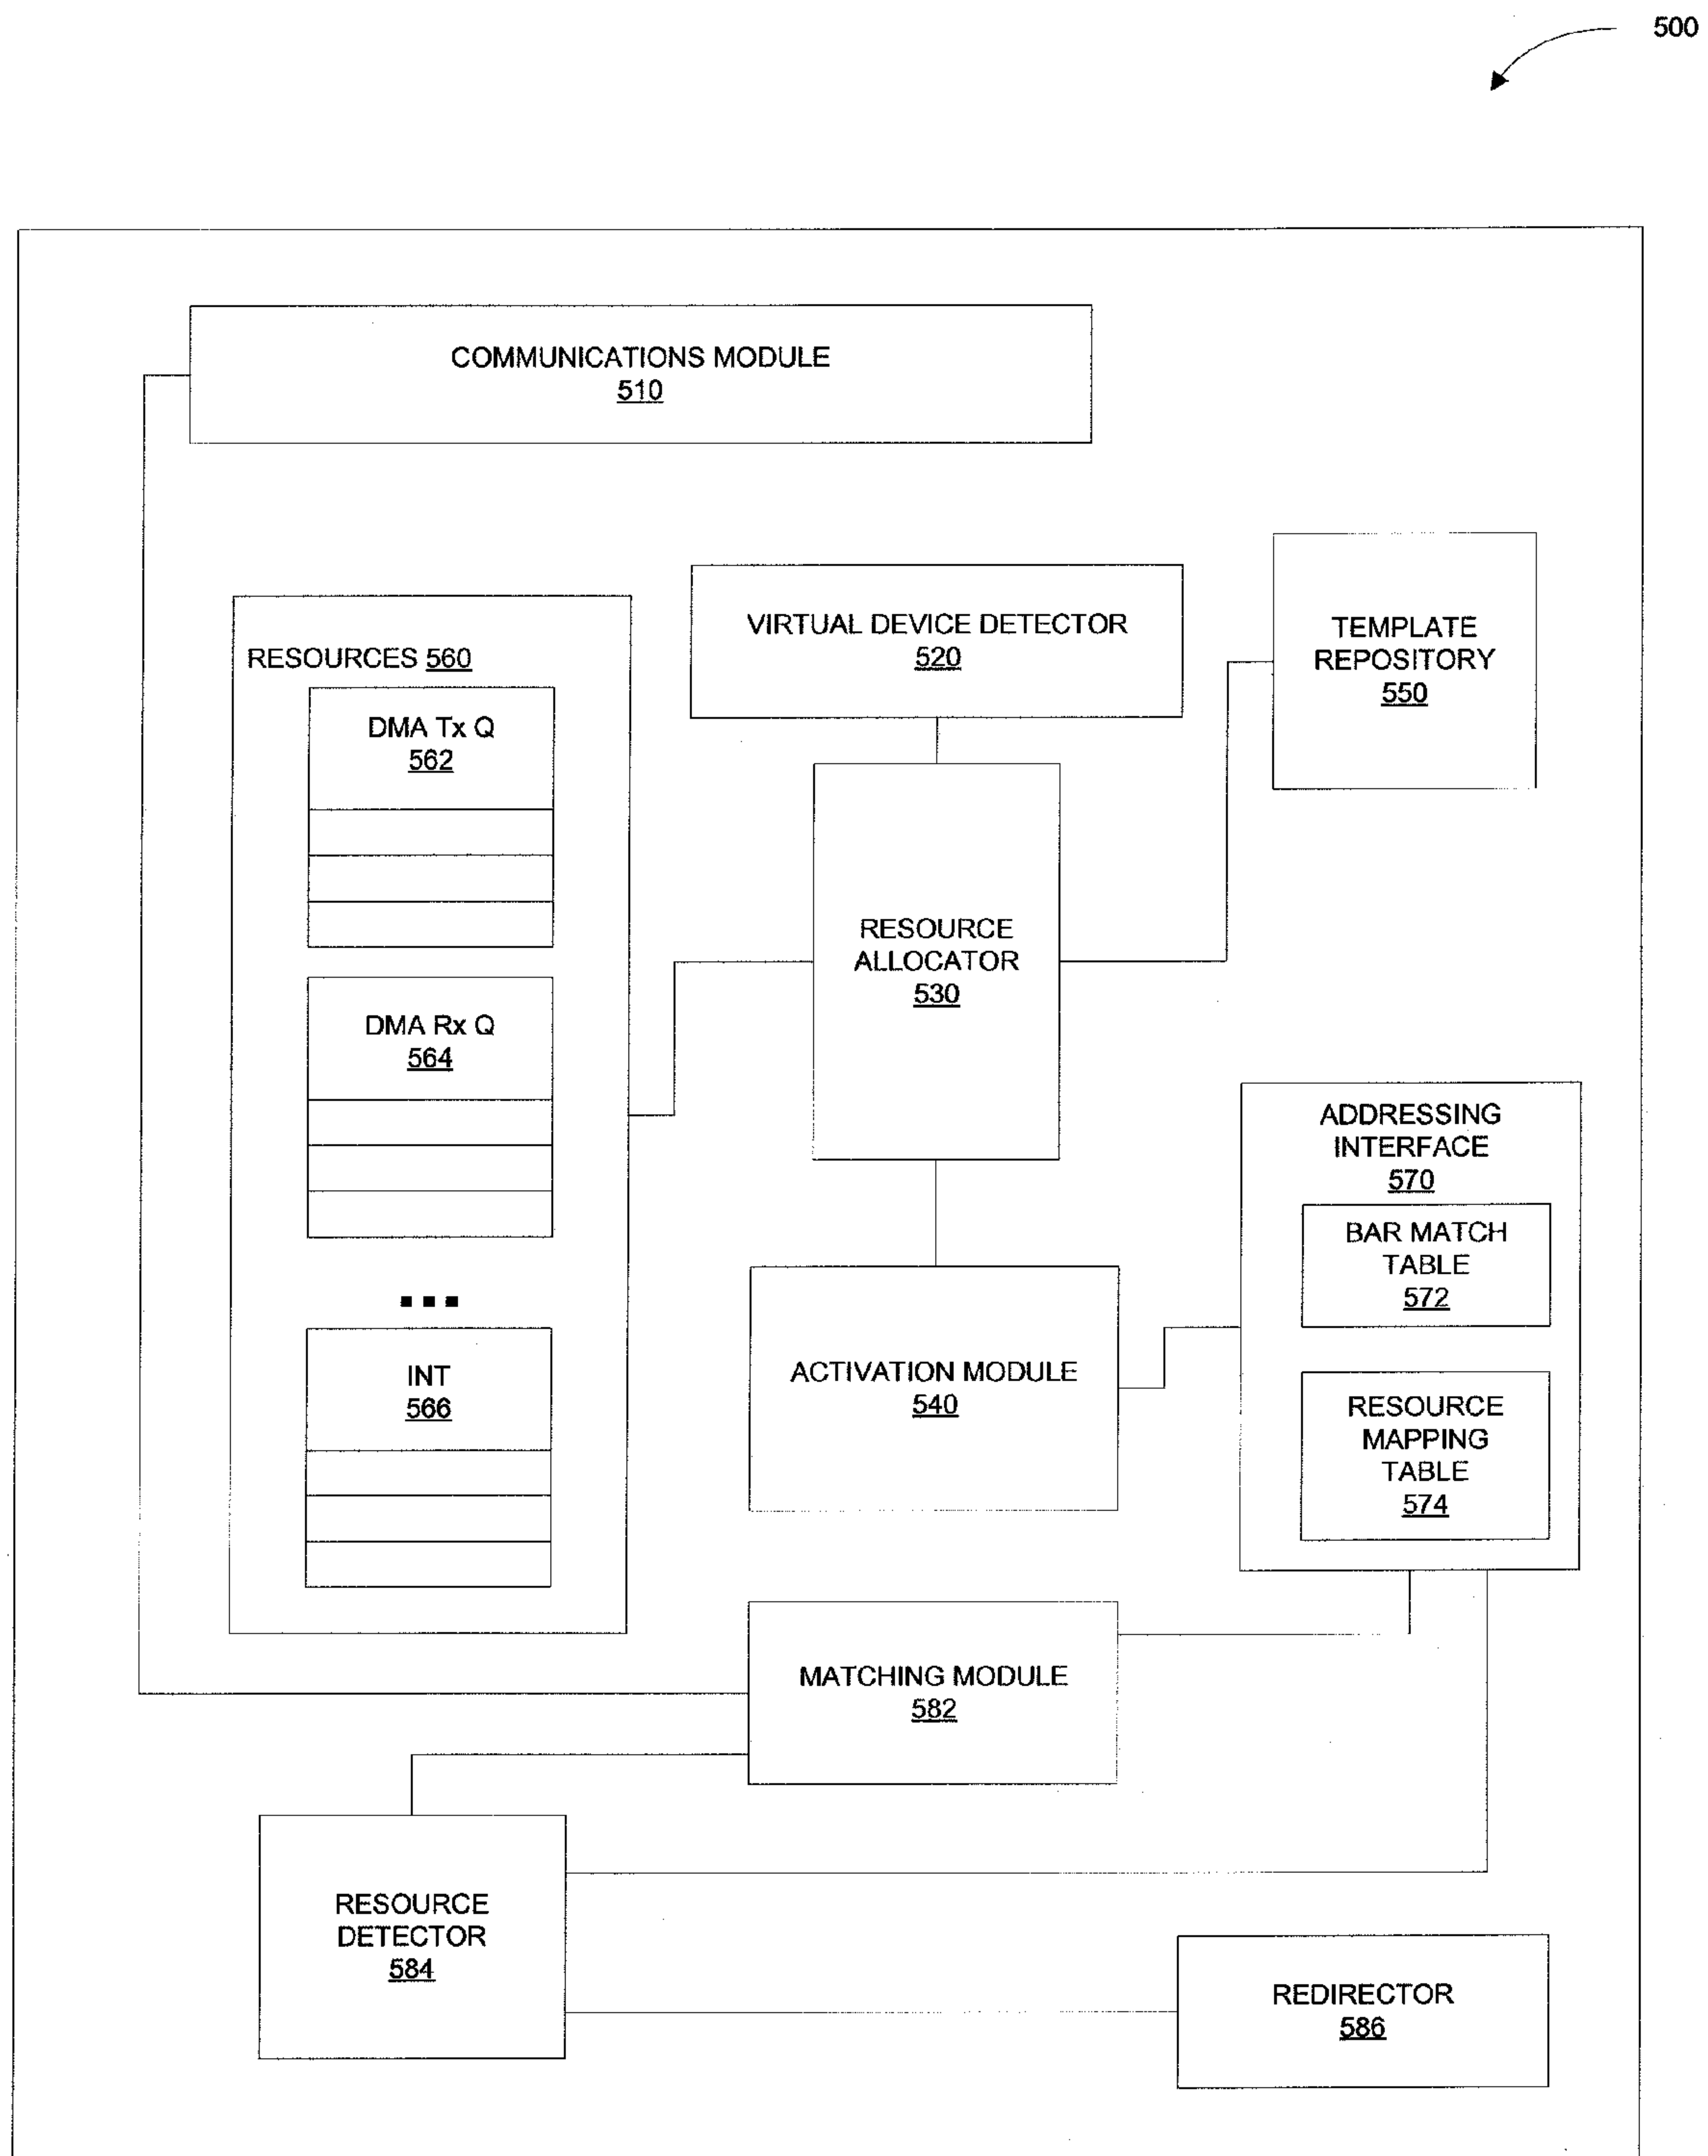 500
COMMUNICATIONS MODULE
510
VIRTUAL DEVICE DETECTOR
520
TEMPLATE
REPOSITORY
550
RESOURCES 560
DMA Tx Q
562
RESOURCE
ALLOCATOR
530
DMA Rx Q
564
ADDRESSING
INTERFACE
570
BAR MATCH
TABLE
572
INT
566
ACTIVATION MODULE
540
RESOURCE
MAPPING
TABLE
574
MATCHING MODULE
582
RESOURCE
DETECTOR
584
REDIRECTOR
586